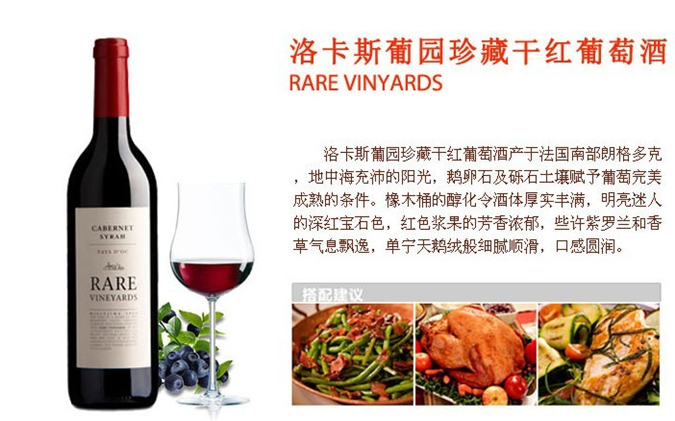 洛卡斯葡园珍藏干红葡萄酒
RARE VINYARDS
洛卡斯葡园珍藏干红葡萄酒产于法国南部朗格多克
，地中海充沛的阳光，鹅卵石及砾石土壤赋予葡萄完美
成熟的条件。橡木桶的醇化令酒体厚实丰满，明亮迷人
的深红宝石色，红色浆果的芳香浓郁，些许紫罗兰和香
草气息飘逸，单宁天鹅绒般细腻顺滑，口感圆润。
搭配建议
CABERNET
SYRAH
PAYS D'OC
RARE
VINEYARDS